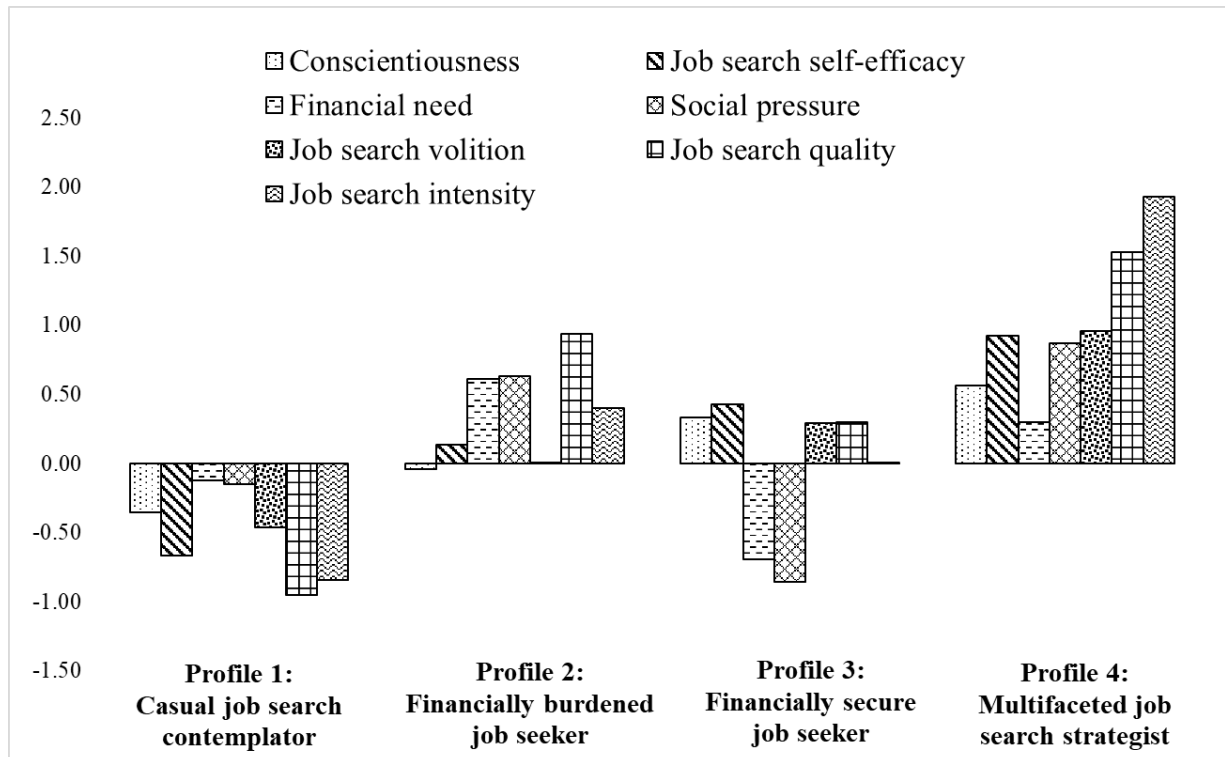 Conscientiousness
Job search self-efficacy
Financial need
Social pressure
Job search volition
Job search quality
Job search intensity
2.50
2.00
1.50
1.00
0.50
0.00
-0.50
-1.00
-1.50
Profile 1:
Casual job search
contemplator
Profile 2:
Financially burdened
job seeker
Profile 3:
Financially secure
job seeker
Profile 4:
Multifaceted job
search strategist